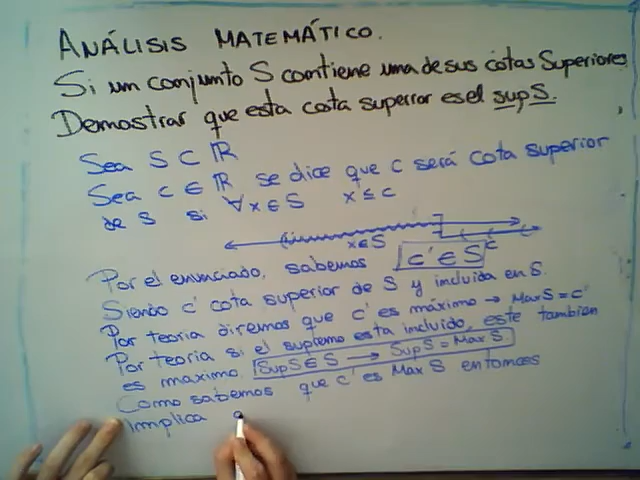 ANÁLISIS MATEMÁTICO.
Si un conjunto S contiene una de sus cotas Superiores
Demostrar que esta cota superior es el sup S.
Sea S ⊂ ℝ
Sea c ∈ ℝ se dice que c será cota superior
de S si ∀x ∈ S x ≤ c
x ∈ S c
Por el enunciado, sabemos c' ∈ S
Siendo c' cota superior de S y incluida en S.
Por teoria diremos que c' es máximo → Max S = c'
Por teoria si el supremo esta incluido, este tambien
es maximo. Sup S ∈ S → Sup S = Max S
Como sabemos que c' es Max S entonces
Implica